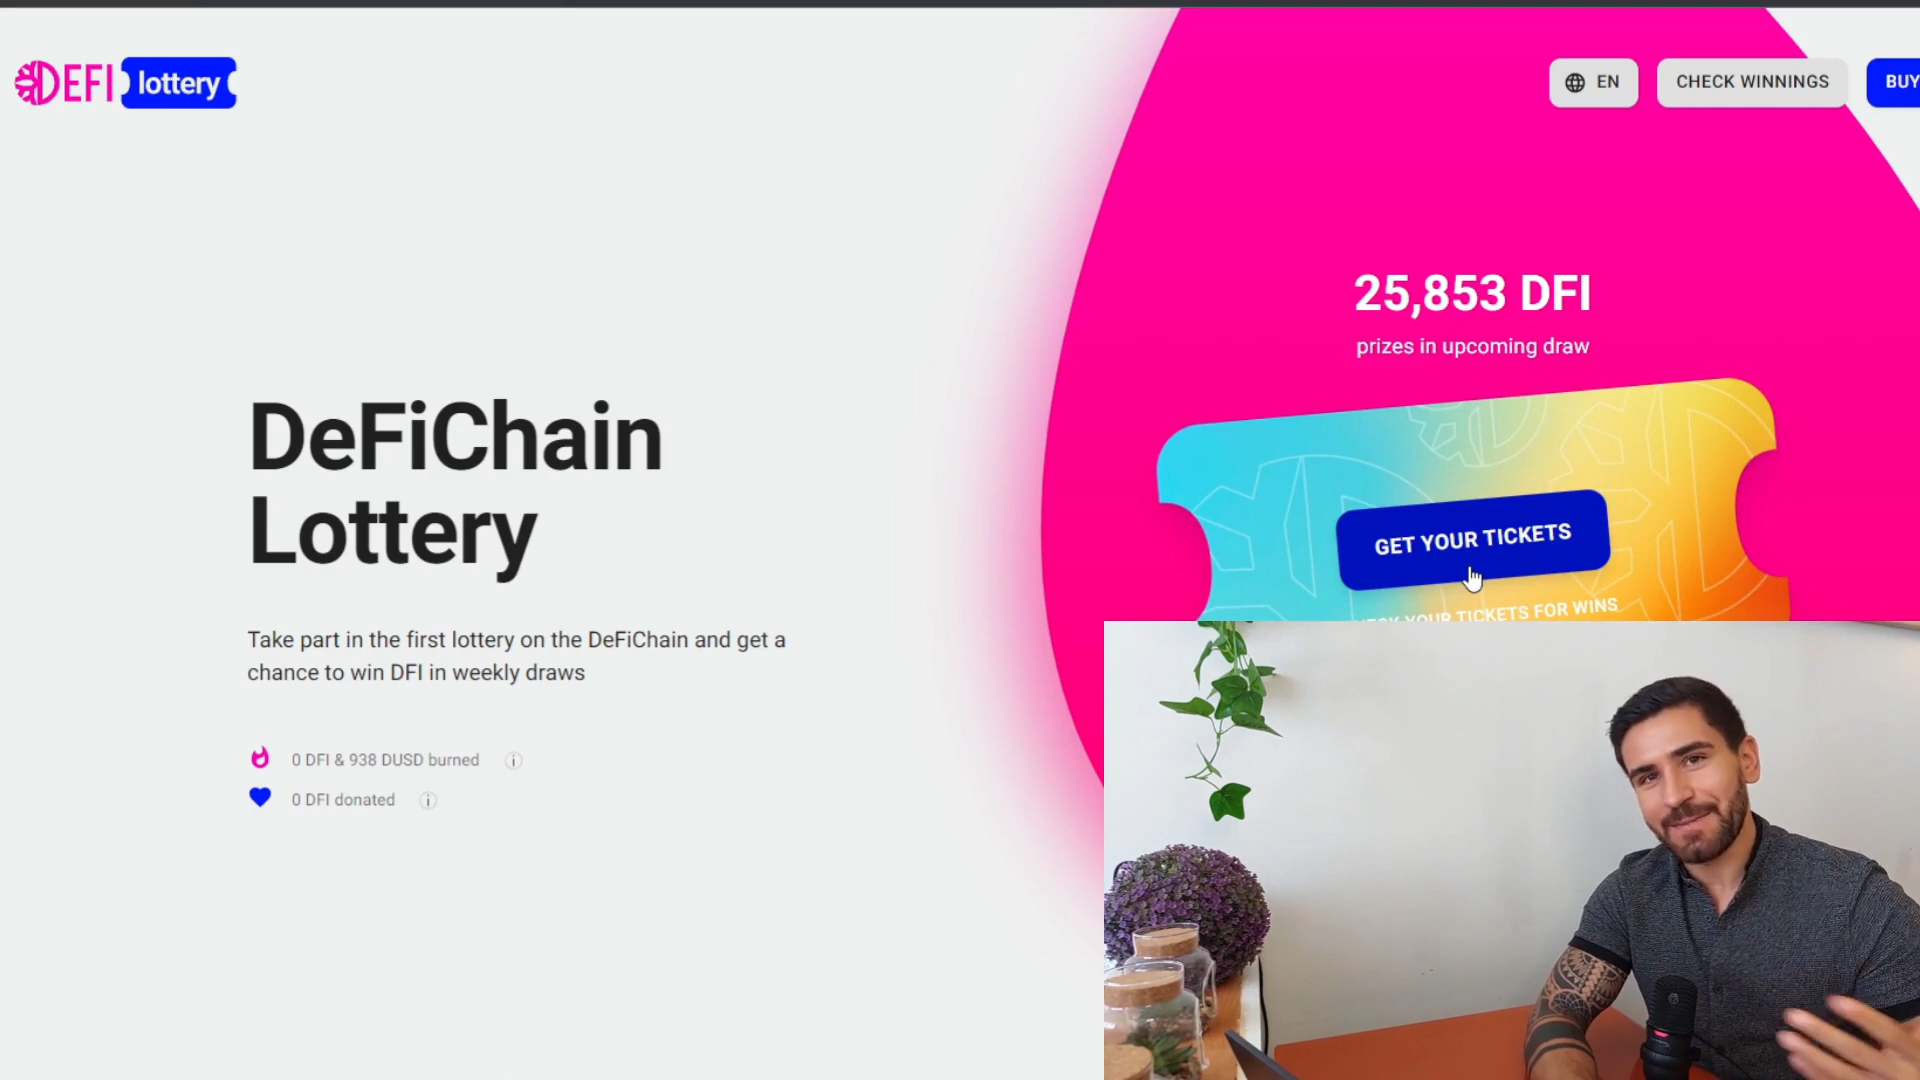 DEFI lottery
EN
CHECK WINNINGS
BUY
25,853 DFI
prizes in upcoming draw
GET YOUR TICKETS
YOUR TICKETS FOR WINS
DeFiChain
Lottery
Take part in the first lottery on the DeFiChain and get a
chance to win DFI in weekly draws
0 DFI & 938 DUSD burned
0 DFI donated